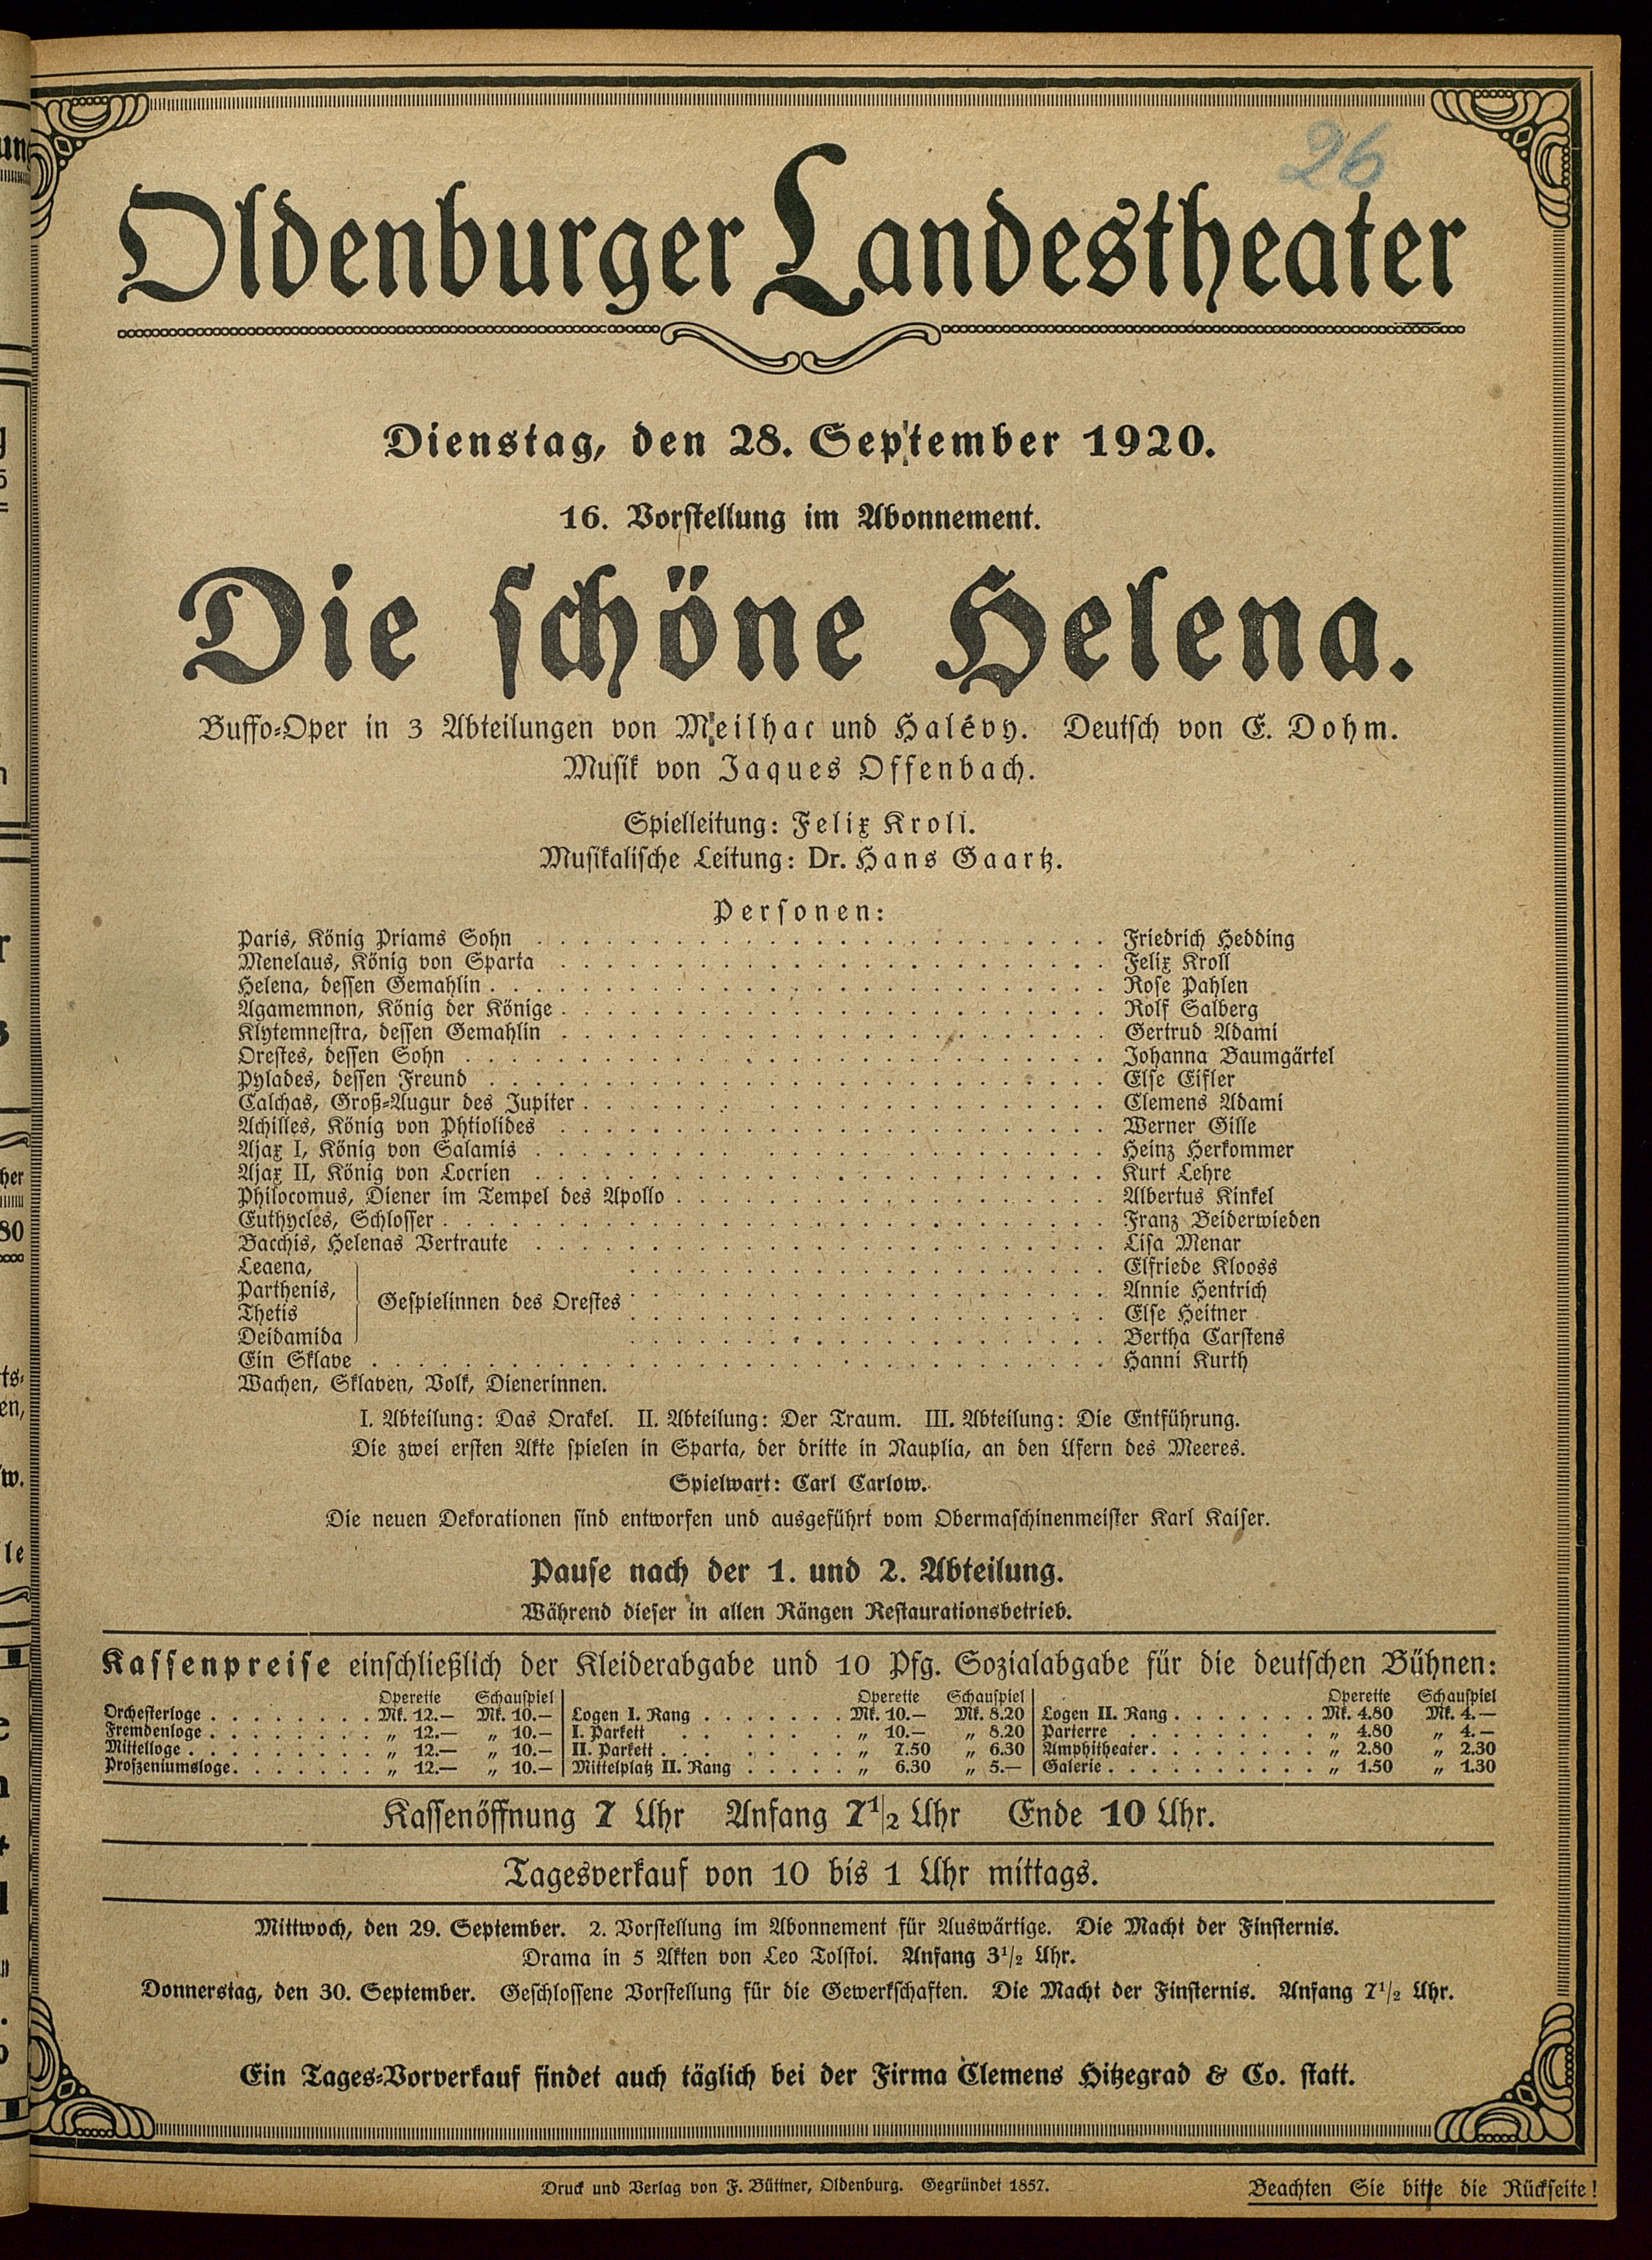 26
Oldenburger Landestheater
Dienstag, den 28. September 1920.
16. Vorstellung im Abonnement.
Die schöne Helena.
Buffo-Oper in 3 Abteilungen von Meilhac und Halévy. Deutsch von E. Dohm.
Musik von Jaques Offenbach.
Spielleitung: Felix Kroll.
Musikalische Leitung: Dr. Hans Gaartz.
Personen:
Paris, König Priams Sohn . . . . . Friedrich Hedding
Menelaus, König von Sparta . . . . . Felix Kroll
Helena, dessen Gemahlin . . . . . Rose Pahlen
Agamemnon, König der Könige . . . . . Rolf Salberg
Klytemnestra, dessen Gemahlin . . . . . Gertrud Adami
Orestes, dessen Sohn . . . . . Johanna Baumgärtel
Pylades, dessen Freund . . . . . Else Eifler
Calchas, Groß-Augur des Jupiter . . . . . Clemens Adami
Achilles, König von Phtiolides . . . . . Werner Gille
Ajax I, König von Salamis . . . . . Heinz Herkommer
Ajax II, König von Locrien . . . . . Kurt Lehre
Philocomus, Diener im Tempel des Apollo . . . . . Albertus Kinkel
Euthycles, Schlosser . . . . . Franz Beiderwieden
Bacchis, Helenas Vertraute . . . . . Lisa Menar
Leaena, . . . . . Elfriede Klooss
Parthenis, . . . . . Annie Hentrich
Gespielinnen des Orestes
Thetis . . . . . Else Heitner
Deidamida . . . . . Bertha Carstens
Ein Sklave . . . . . Hanni Kurth
Wachen, Sklaven, Volk, Dienerinnen.
I. Abteilung: Das Orakel. II. Abteilung: Der Traum. III. Abteilung: Die Entführung.
Die zwei ersten Akte spielen in Sparta, der dritte in Nauplia, an den Ufern des Meeres.
Spielwart: Carl Carlow.
Die neuen Dekorationen sind entworfen und ausgeführt vom Obermaschinenmeister Karl Kaiser.
Pause nach der 1. und 2. Abteilung.
Während dieser in allen Rängen Restaurationsbetrieb.
Kassenpreise einschließlich der Kleiderabgabe und 10 Pfg. Sozialabgabe für die deutschen Bühnen:
Operette Schauspiel Operette Schauspiel Operette Schauspiel
Orchesterloge . . . . . Mk. 12.— Mk. 10.— Logen I. Rang . . . . . Mk. 10.— Mk. 8.20 Logen II. Rang . . . . . Mk. 4.80 Mk. 4.—
Fremdenloge . . . . . „ 12.— „ 10.— I. Parkett . . . . . „ 10.— „ 8.20 Parterre . . . . . „ 4.80 „ 4.—
Mittelloge . . . . . „ 12.— „ 10.— II. Parkett . . . . . „ 7.50 „ 6.30 Amphitheater . . . . . „ 2.80 „ 2.30
Proszeniumsloge . . . . . „ 12.— „ 10.— Mittelplatz II. Rang . . . . . „ 6.30 „ 5.— Galerie . . . . . „ 1.50 „ 1.30
Kassenöffnung 7 Uhr Anfang 7 1/2 Uhr Ende 10 Uhr.
Tagesverkauf von 10 bis 1 Uhr mittags.
Mittwoch, den 29. September. 2. Vorstellung im Abonnement für Auswärtige. Die Macht der Finsternis.
Drama in 5 Akten von Leo Tolstoi. Anfang 3 1/2 Uhr.
Donnerstag, den 30. September. Geschlossene Vorstellung für die Gewerkschaften. Die Macht der Finsternis. Anfang 7 1/2 Uhr.
Ein Tages-Vorverkauf findet auch täglich bei der Firma Clemens Hitzegrad & Co. statt.
Druck und Verlag von F. Büttner, Oldenburg. Gegründet 1857.
Beachten Sie bitte die Rückseite!